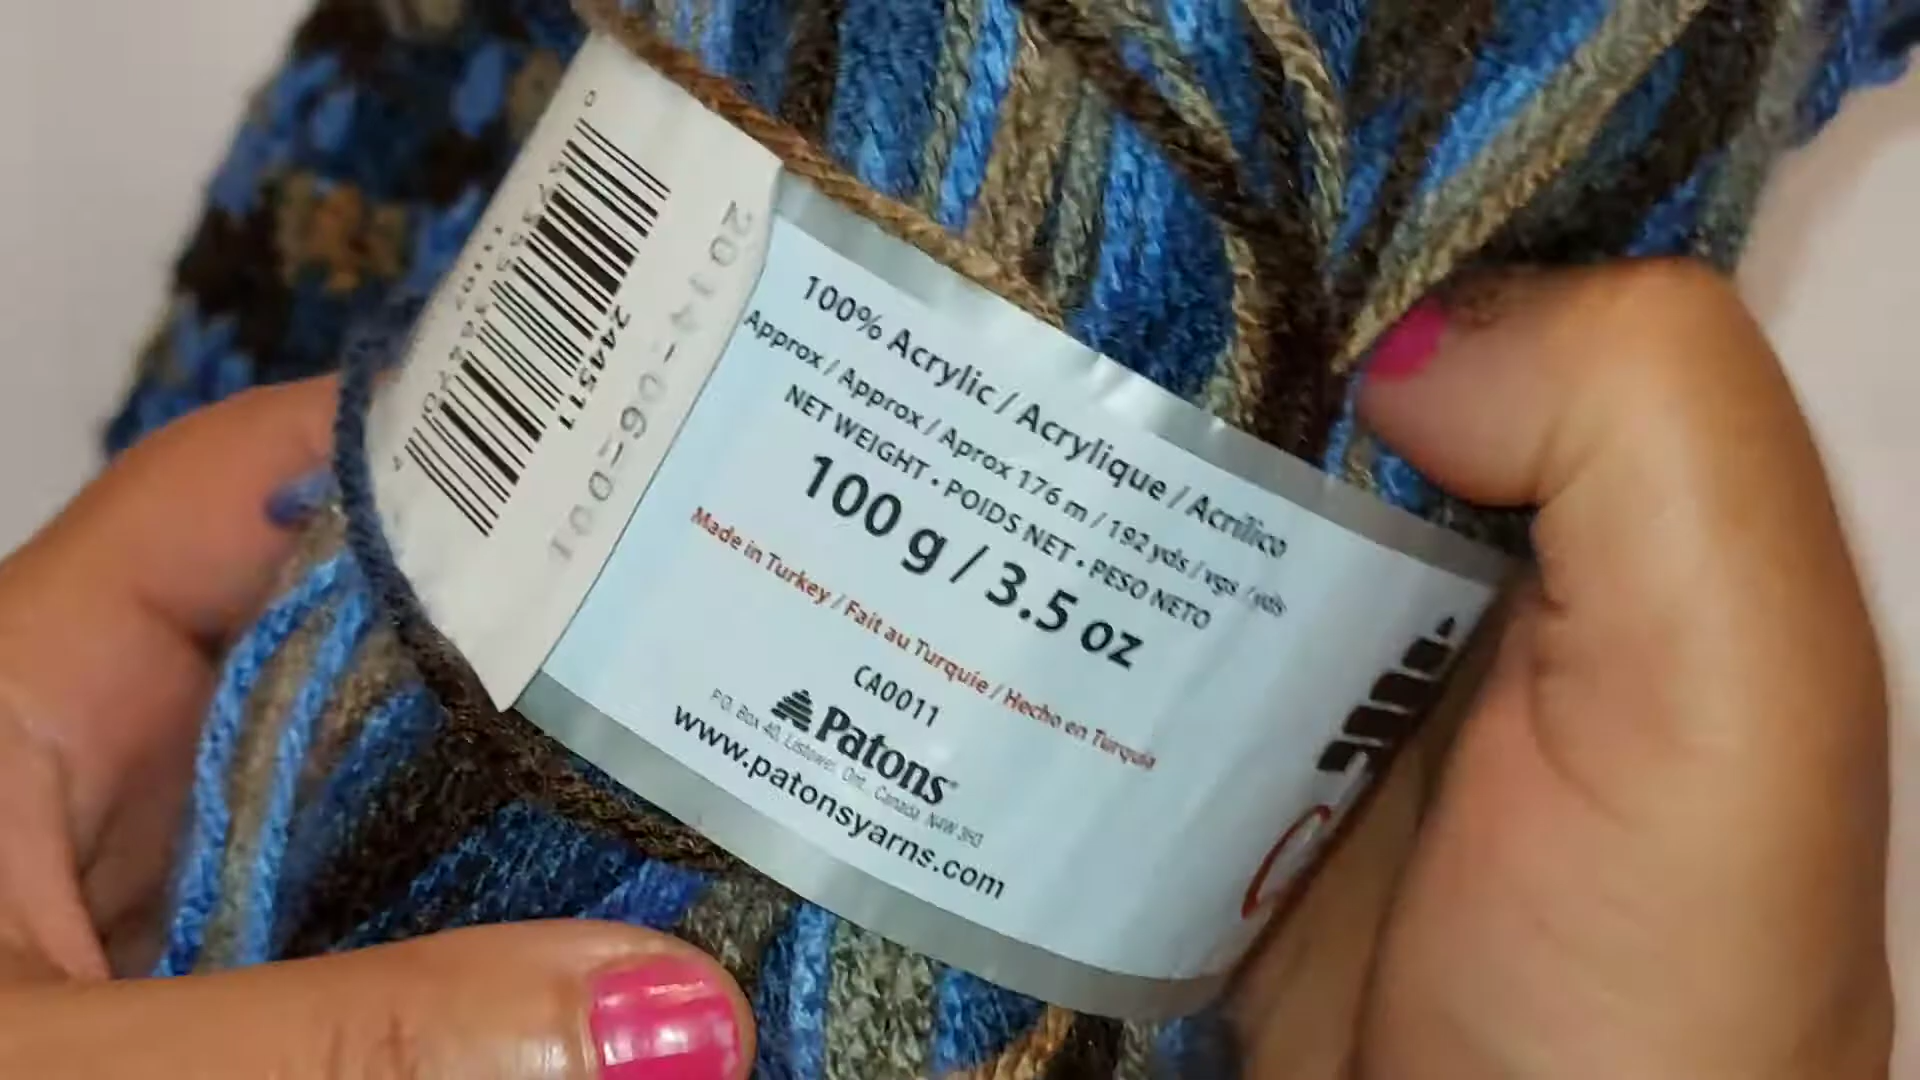 244511
2014-06-001
100% Acrylic / Acrylique / Acrílico
Approx / Approx / Aprox 176 m / 192 yds / vgs / yds
NET WEIGHT • POIDS NET • PESO NETO
100 g / 3.5 oz
Made in Turkey / Fait au Turquie / Hecho en Turquía
CA0011
Patons
P.O. Box 40, Listowel, Ont., Canada N4W 3H3
www.patonsyarns.com